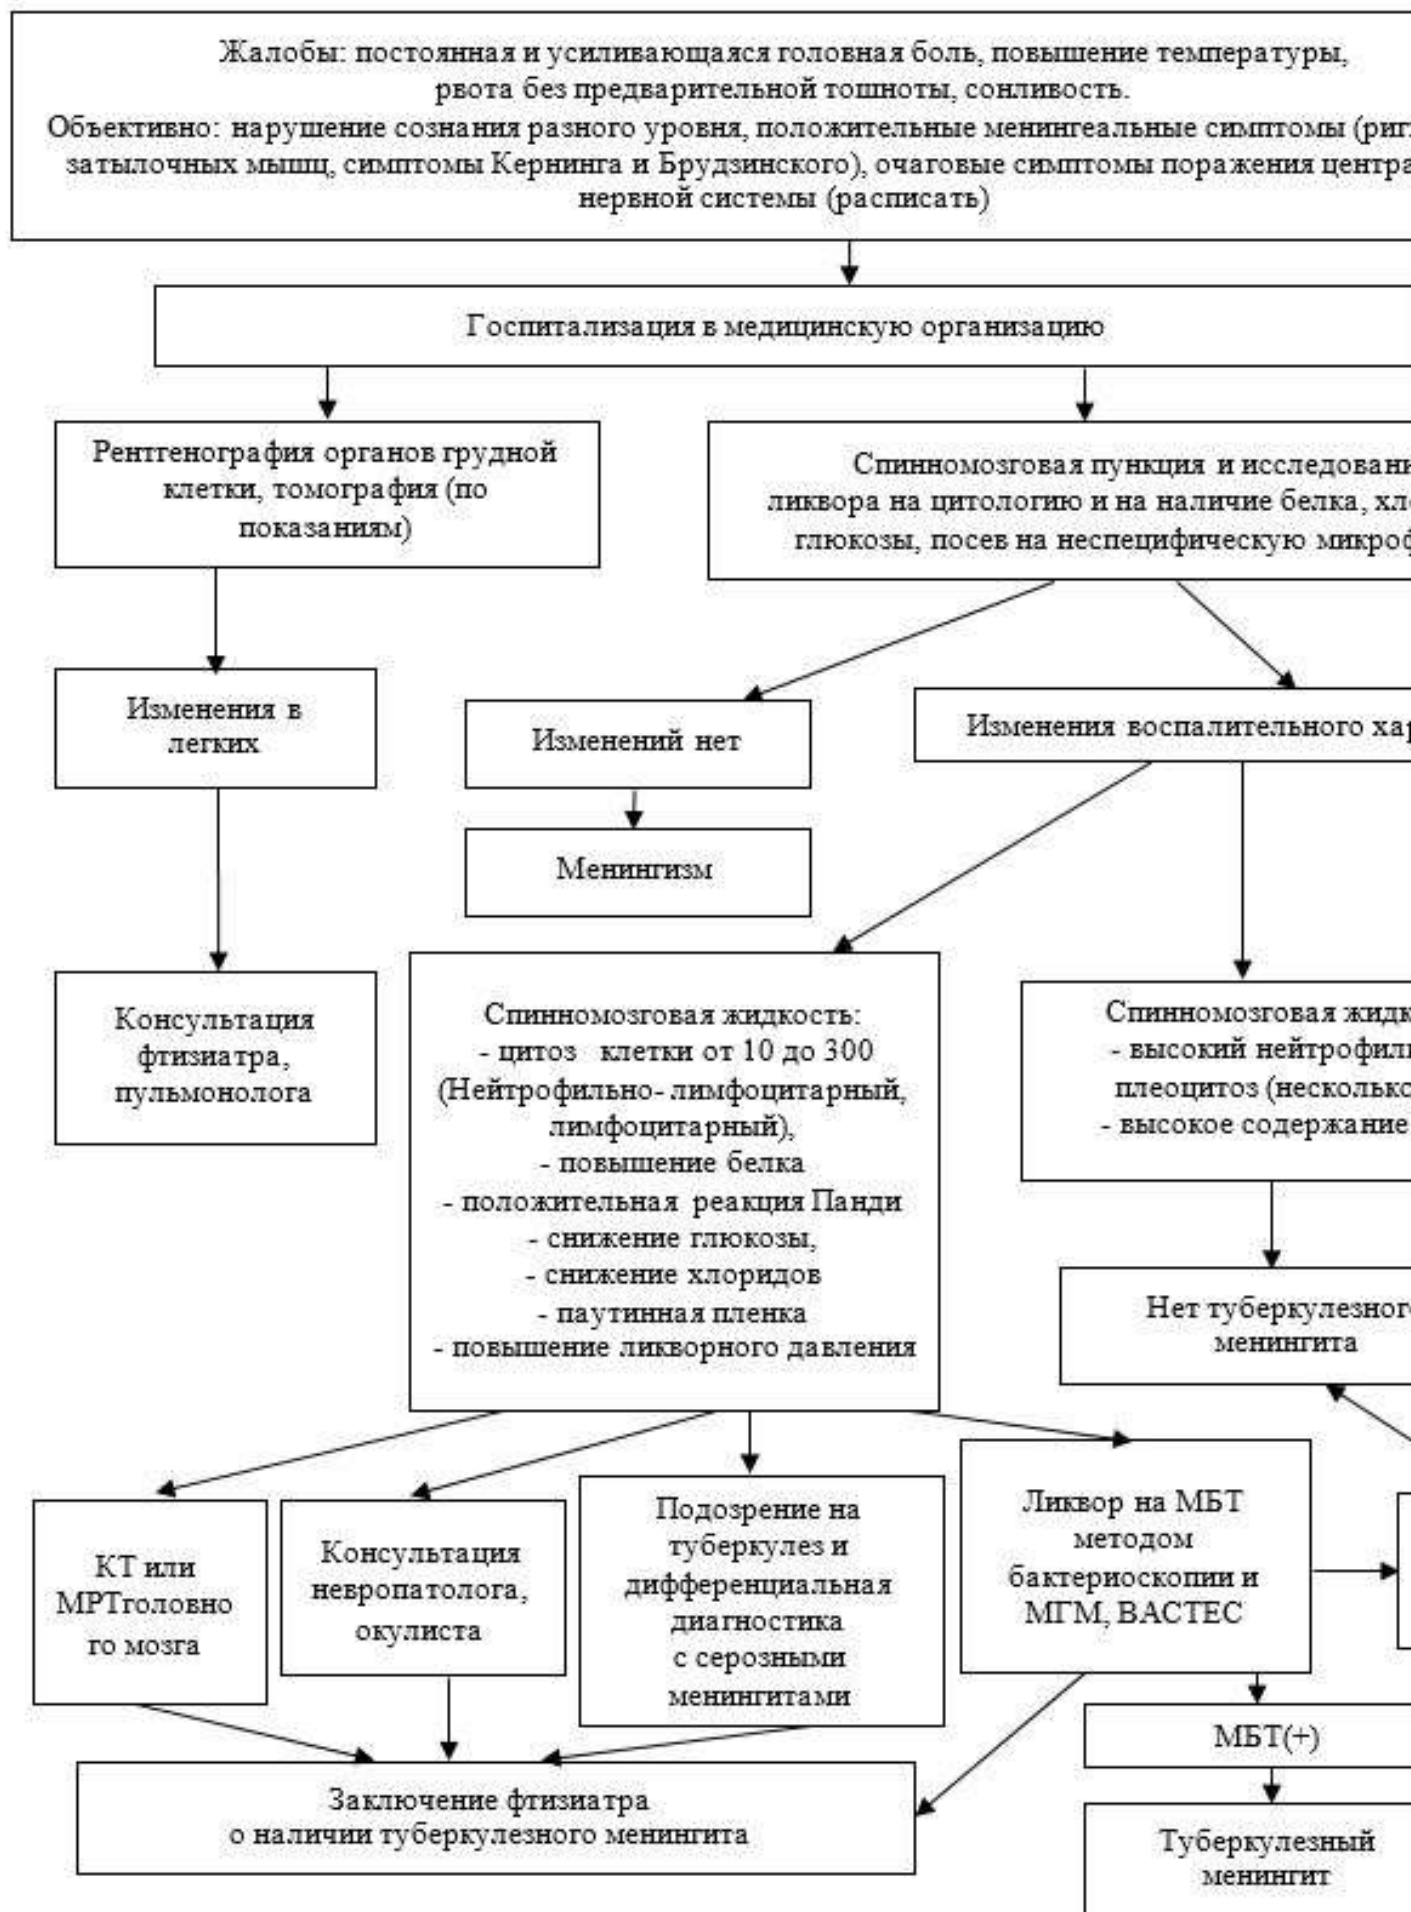 Жалобы: постоянная и усиливающаяся головная боль, повышение температуры,
рвота без предварительной тошноты, сонливость.
Объективно: нарушение сознания разного уровня, положительные менингеальные симптомы
затылочных мышц, симптомы Кернинга и Брудзинского), очаговые симптомы поражения
нервной системы (расписать)
Госпитализация в медицинскую организацию
Рентгенография органов грудной
клетки, томография (по
показаниям)
Спинномозговая пункция и
ликвора на цитологию и на наличие белка,
глюкозы, посев на неспецифическую
Изменения в
легких
Изменений нет
Изменения воспалительного
Менингизм
Консультация
фтизиатра,
пульмонолога
Спинномозговая жидкость:
- цитоз клетки от 10 до 300
(Нейтрофильно- лимфоцитарный,
лимфоцитарный),
- повышение белка
- положительная реакция Панди
- снижение глюкозы,
- снижение хлоридов
- паутинная пленка
- повышение ликворного давления
Спинномозговая
- высокий
плеоцитоз (несколько
- высокое содержание
Нет
менингита
КТ или
МРТголовно
го мозга
Консультация
невропатолога,
окулиста
Подозрение на
туберкулез и
дифференциальная
диагностика
с серозными
менингитами
Ликвор на МБТ
методом
бактериоскопии и
МГМ, ВАСТЕС
МБТ(+)
Заключение фтизиатра
о наличии туберкулезного менингита
Туберкулезный
менингит